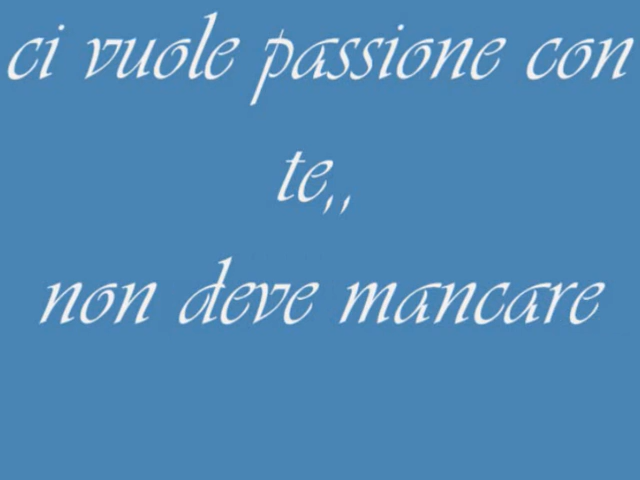 ci vuole passione con
te,,
non deve mancare